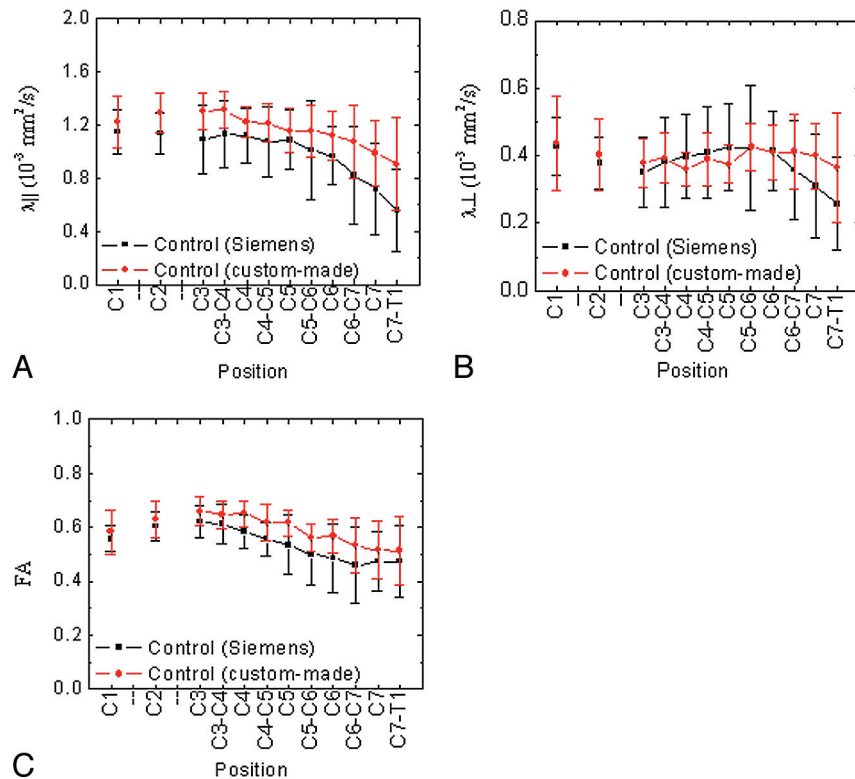 2.0
1.6
1.2
0.8
0.4
0.0
λ|| (10⁻³ mm²/s)
Control (Siemens)
Control (custom-made)
C1
--
C2
--
C3
C3-C4
C4
C4-C5
C5
C5-C6
C6
C6-C7
C7
C7-T1
Position
A
0.8
0.6
0.4
0.2
0.0
λ⊥ (10⁻³ mm²/s)
Control (Siemens)
Control (custom-made)
C1
--
C2
--
C3
C3-C4
C4
C4-C5
C5
C5-C6
C6
C6-C7
C7
C7-T1
Position
B
1.0
0.8
0.6
0.4
0.2
0.0
FA
Control (Siemens)
Control (custom-made)
C1
--
C2
--
C3
C3-C4
C4
C4-C5
C5
C5-C6
C6
C6-C7
C7
C7-T1
Position
C